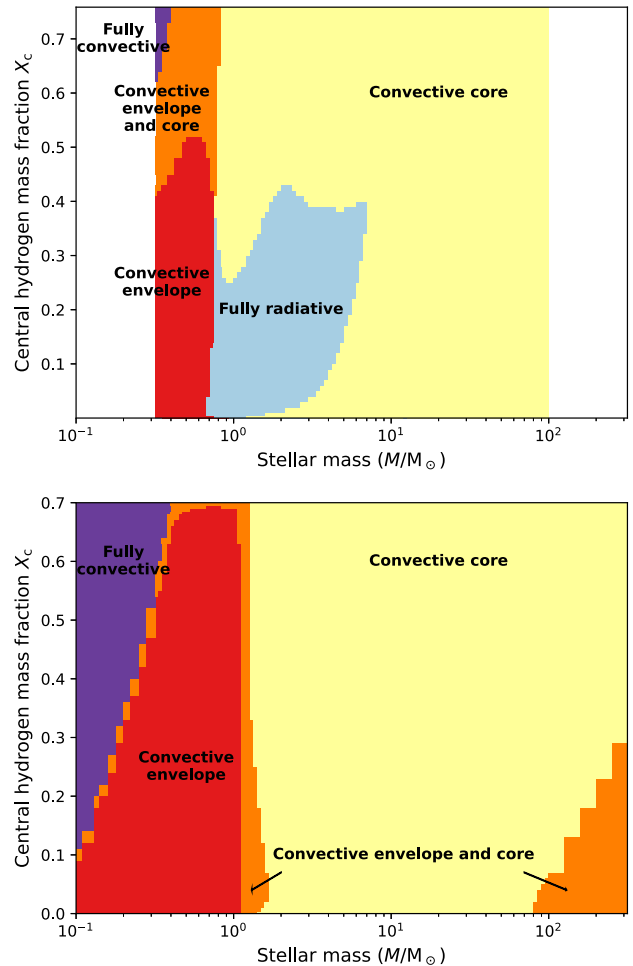 0.7
0.6
0.5
0.4
0.3
0.2
0.1
Central hydrogen mass fraction X_c
Fully
convective
Convective
envelope
and core
Convective core
Convective
envelope
Fully radiative
10⁻¹
10⁰
10¹
10²
Stellar mass (M/M☉)
0.7
0.6
0.5
0.4
0.3
0.2
0.1
0.0
Central hydrogen mass fraction X_c
Fully
convective
Convective core
Convective
envelope
Convective envelope and core
10⁻¹
10⁰
10¹
10²
Stellar mass (M/M☉)